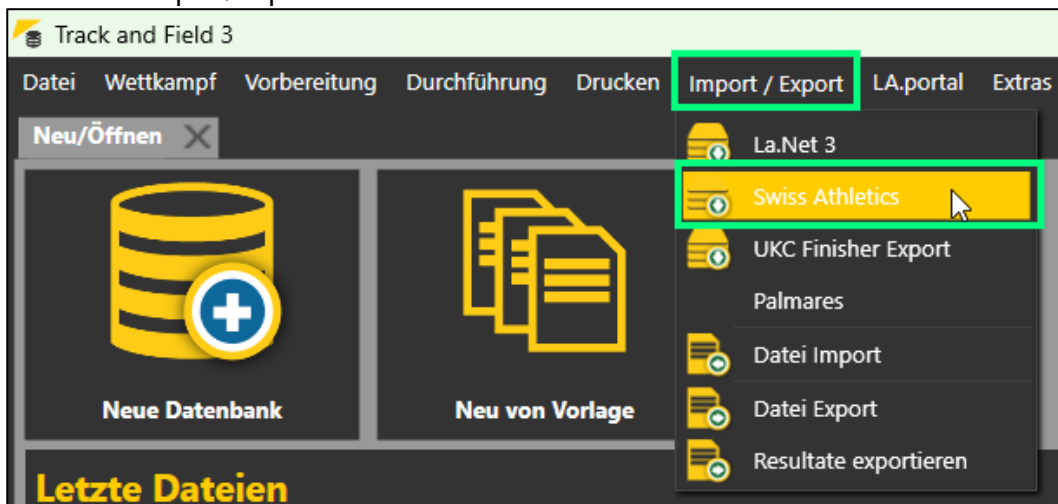 Track and Field 3
Datei Wettkampf Vorbereitung Durchführung Drucken Import / Export LA.portal Extras
Neu/Öffnen
La.Net 3
Swiss Athletics
UKC Finisher Export
Palmares
Datei Import
Datei Export
Resultate exportieren
Neue Datenbank
Neu von Vorlage
Letzte Dateien